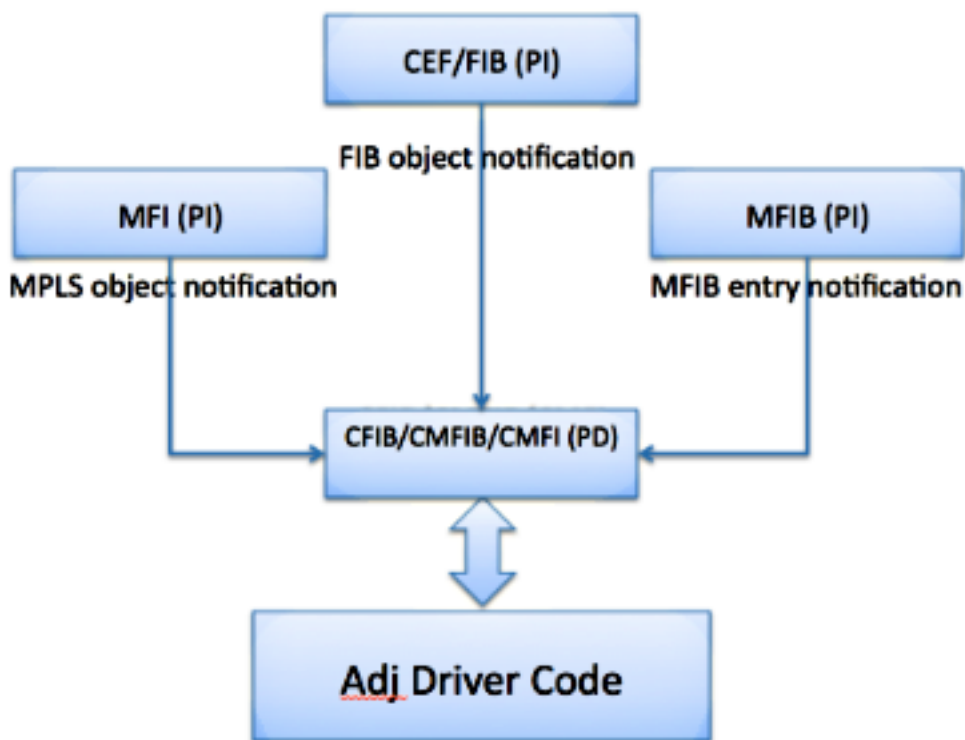 CEF/FIB (PI)
FIB object notification
MFI (PI)
MFIB (PI)
MPLS object notification
MFIB entry notification
CFIB/CMFIB/CMFI (PD)
Adj Driver Code